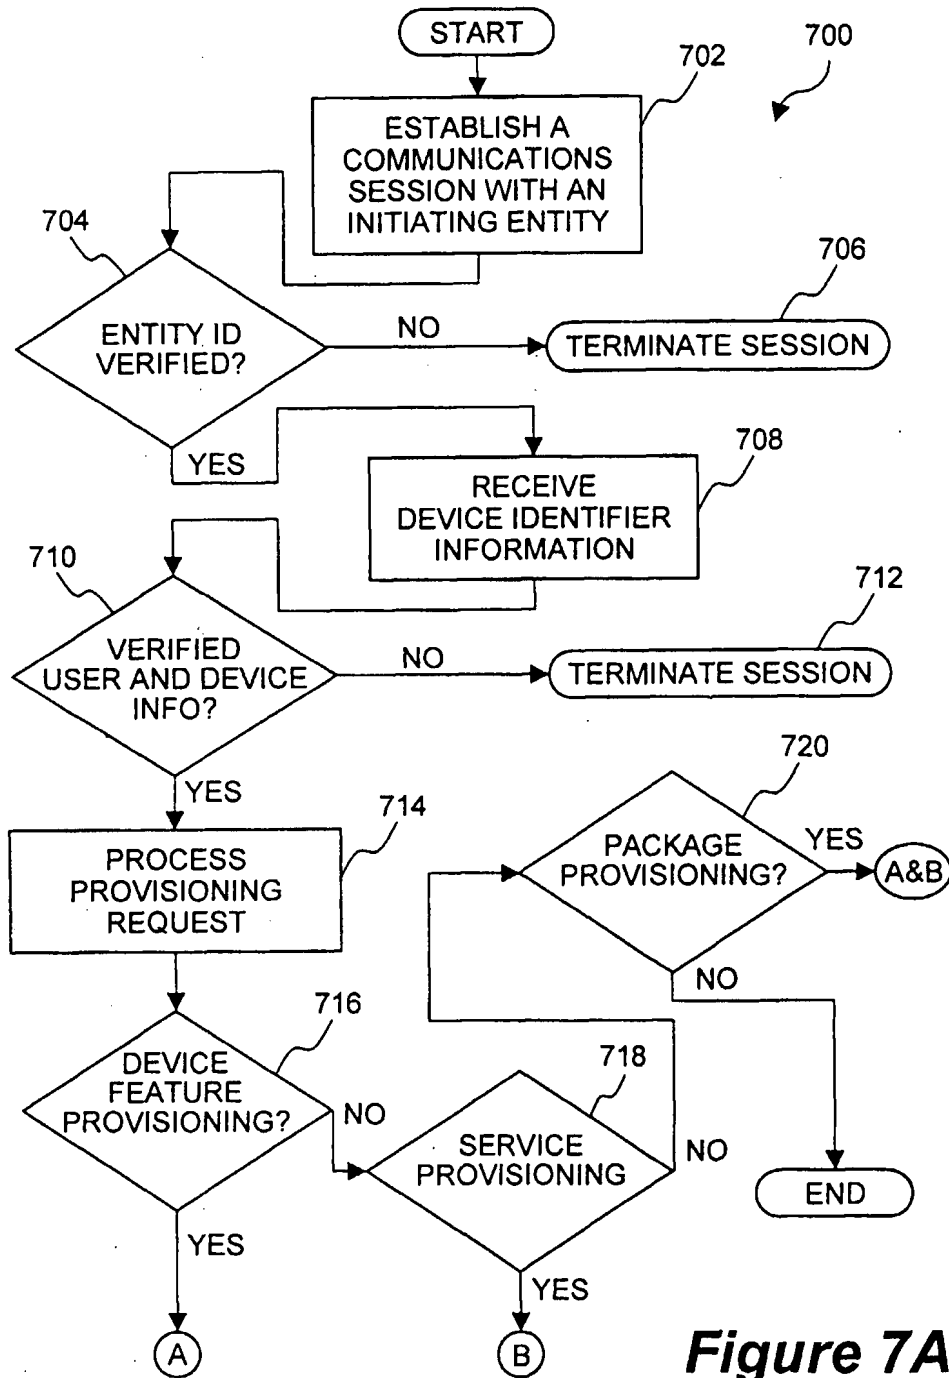 START
702
700
ESTABLISH A
COMMUNICATIONS
SESSION WITH AN
INITIATING ENTITY
704
ENTITY ID
VERIFIED?
NO
706
TERMINATE SESSION
YES
708
RECEIVE
DEVICE IDENTIFIER
INFORMATION
710
VERIFIED
USER AND DEVICE
INFO?
NO
712
TERMINATE SESSION
YES
714
PROCESS
PROVISIONING
REQUEST
720
PACKAGE
PROVISIONING?
YES
A&B
NO
716
DEVICE
FEATURE
PROVISIONING?
NO
718
SERVICE
PROVISIONING
NO
END
YES
YES
A
B
Figure 7A